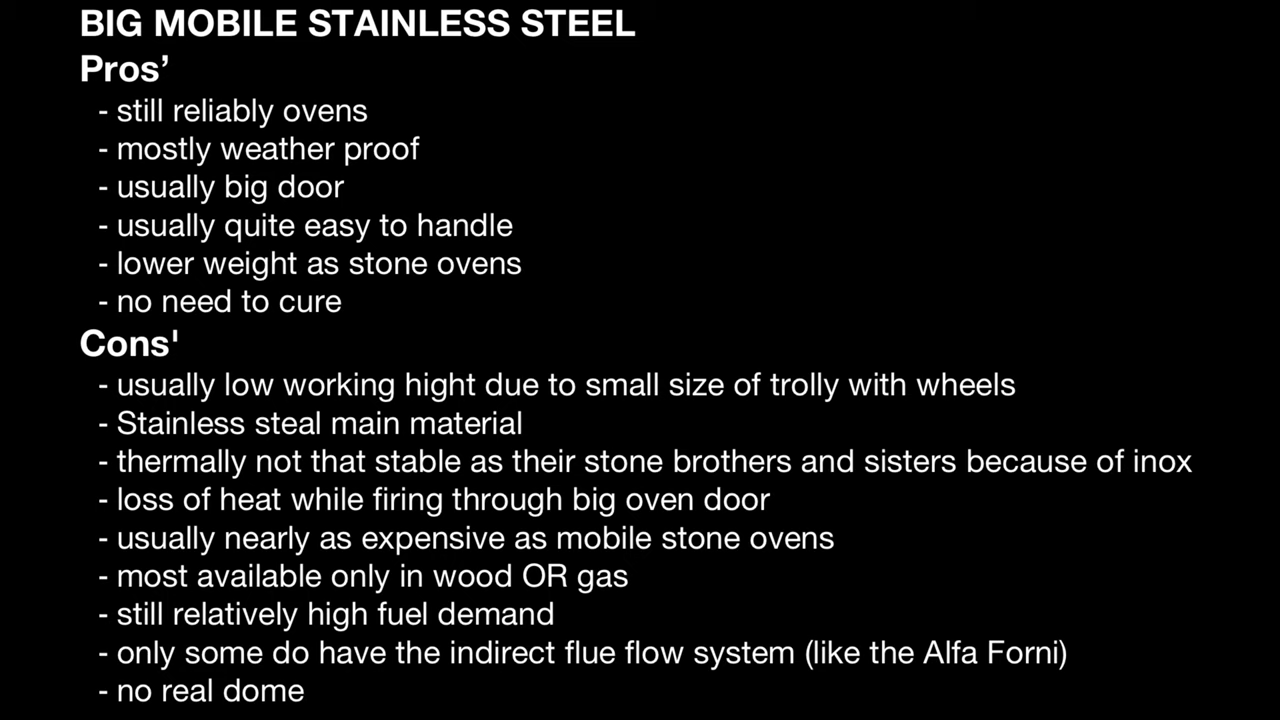 BIG MOBILE STAINLESS STEEL
Pros’
- still reliably ovens
- mostly weather proof
- usually big door
- usually quite easy to handle
- lower weight as stone ovens
- no need to cure
Cons'
- usually low working hight due to small size of trolly with wheels
- Stainless steal main material
- thermally not that stable as their stone brothers and sisters because of inox
- loss of heat while firing through big oven door
- usually nearly as expensive as mobile stone ovens
- most available only in wood OR gas
- still relatively high fuel demand
- only some do have the indirect flue flow system (like the Alfa Forni)
- no real dome